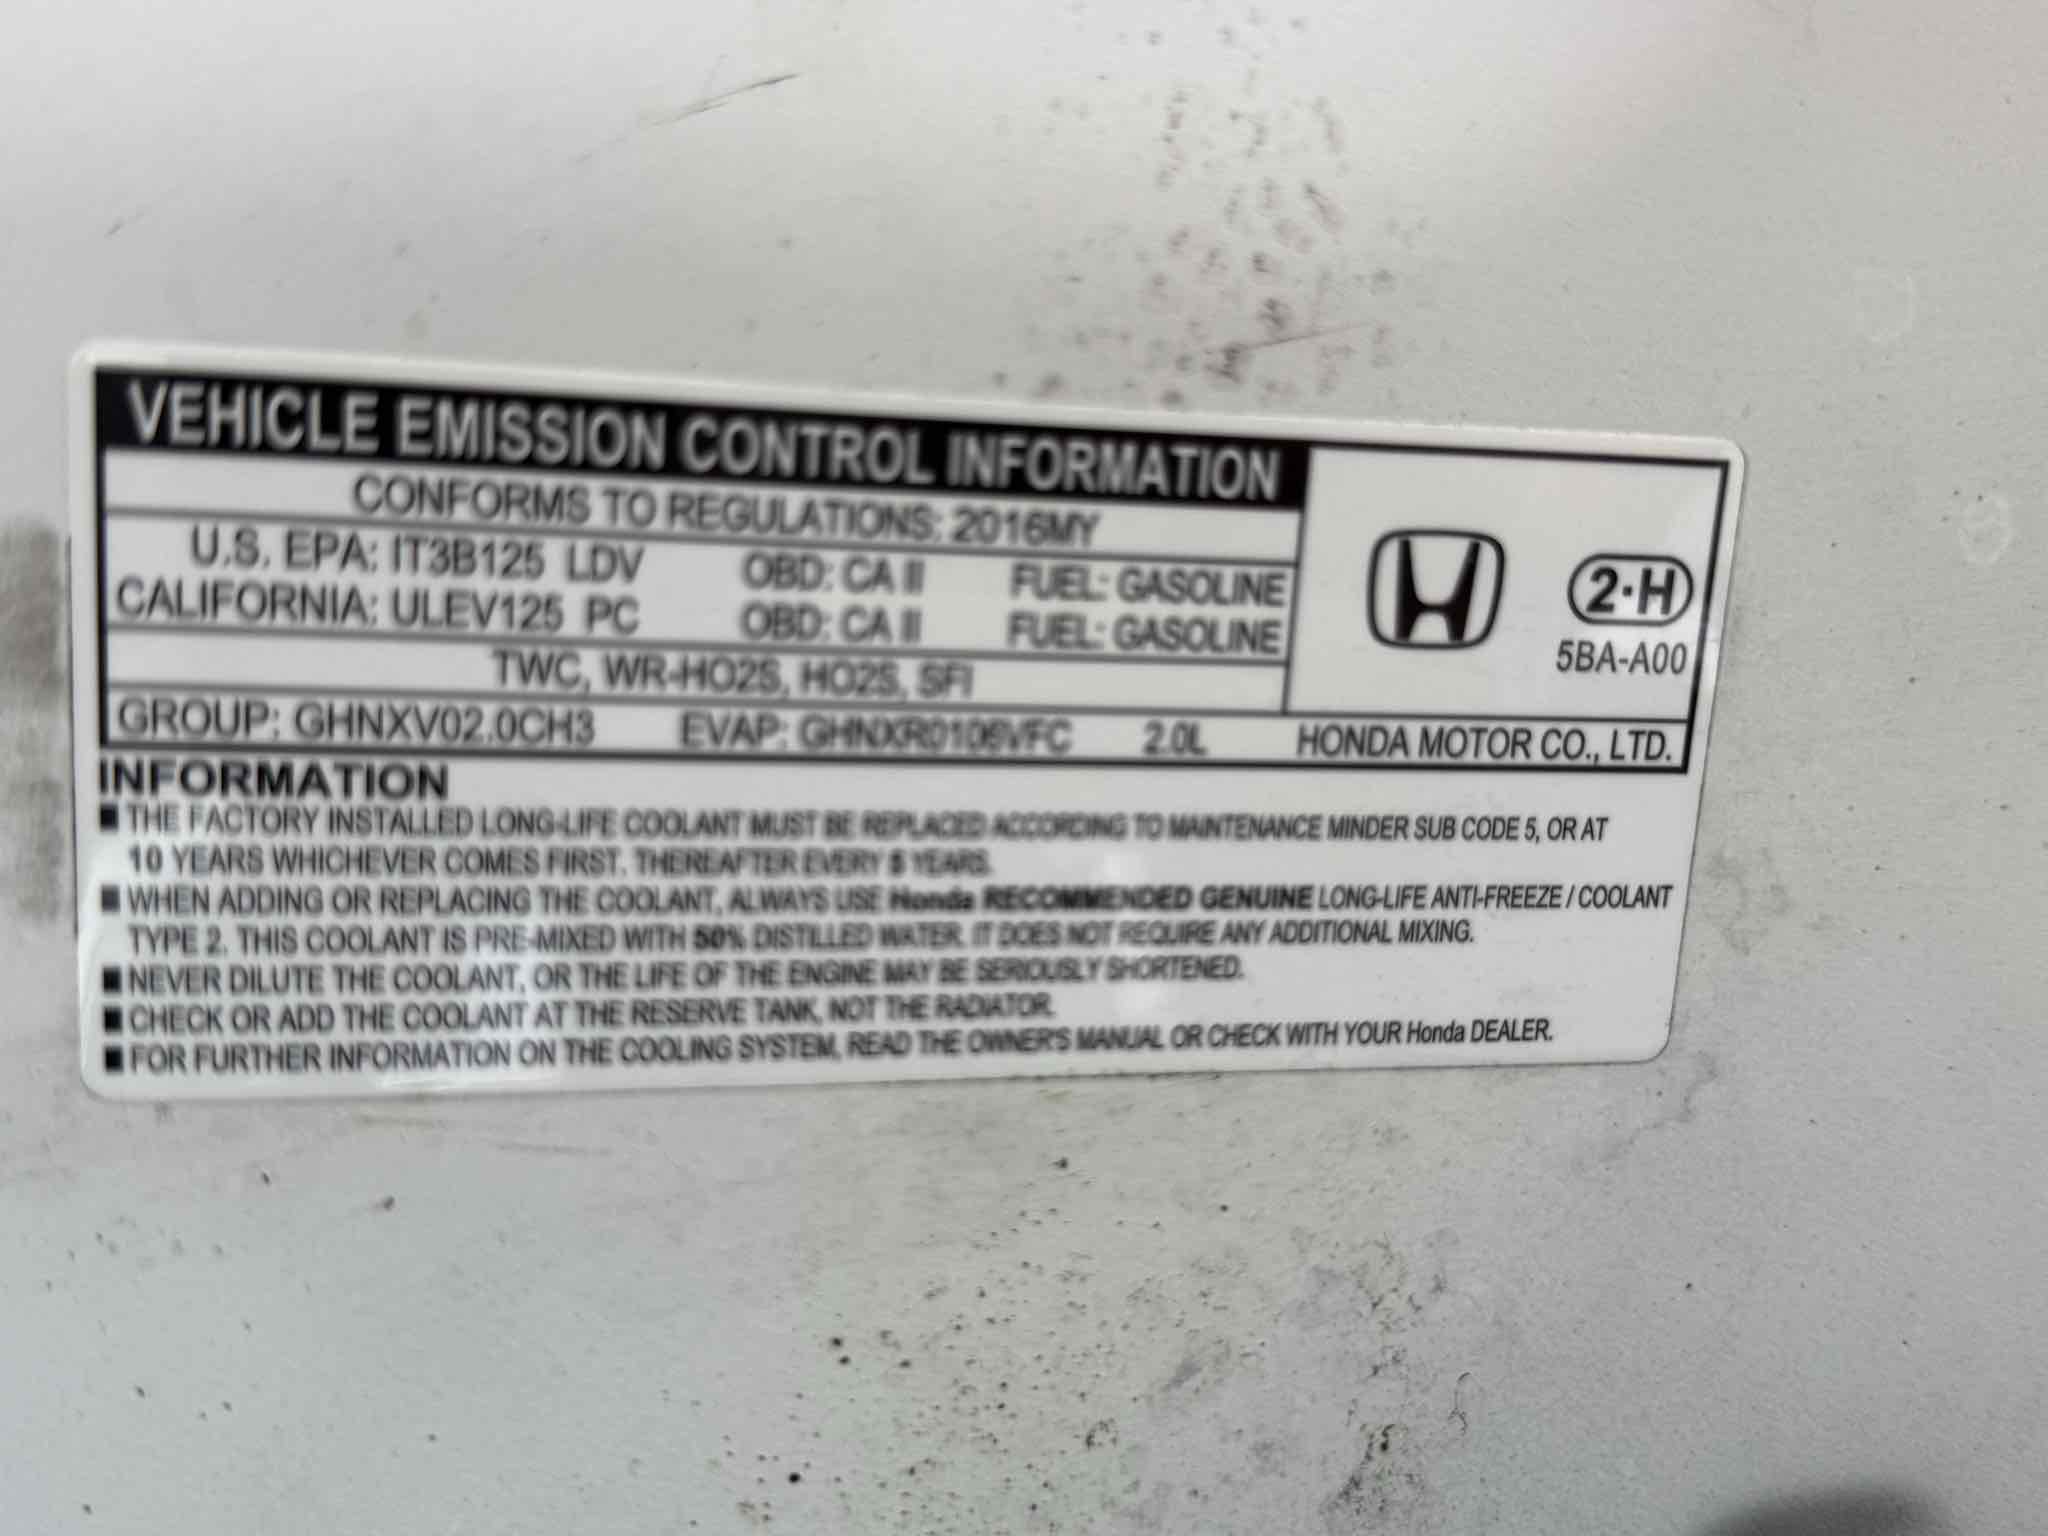 VEHICLE EMISSION CONTROL INFORMATION
CONFORMS TO REGULATIONS: 2016MY
U.S. EPA: IT3B125 LDV OBD: CA II FUEL: GASOLINE
CALIFORNIA: ULEV125 PC OBD: CA II FUEL: GASOLINE
2·H
5BA-A00
TWC, WR-HO2S, HO2S, SFI
GROUP: GHNXV02.0CH3 EVAP: GHNXR0106VFC 2.0L HONDA MOTOR CO., LTD.
INFORMATION
■ THE FACTORY INSTALLED LONG-LIFE COOLANT MUST BE REPLACED ACCORDING TO MAINTENANCE MINDER SUB CODE 5, OR AT
10 YEARS WHICHEVER COMES FIRST. THEREAFTER EVERY 5 YEARS.
■ WHEN ADDING OR REPLACING THE COOLANT, ALWAYS USE Honda RECOMMENDED GENUINE LONG-LIFE ANTI-FREEZE / COOLANT
TYPE 2. THIS COOLANT IS PRE-MIXED WITH 50% DISTILLED WATER. IT DOES NOT REQUIRE ANY ADDITIONAL MIXING.
■ NEVER DILUTE THE COOLANT, OR THE LIFE OF THE ENGINE MAY BE SERIOUSLY SHORTENED.
■ CHECK OR ADD THE COOLANT AT THE RESERVE TANK, NOT THE RADIATOR.
■ FOR FURTHER INFORMATION ON THE COOLING SYSTEM, READ THE OWNER'S MANUAL OR CHECK WITH YOUR Honda DEALER.